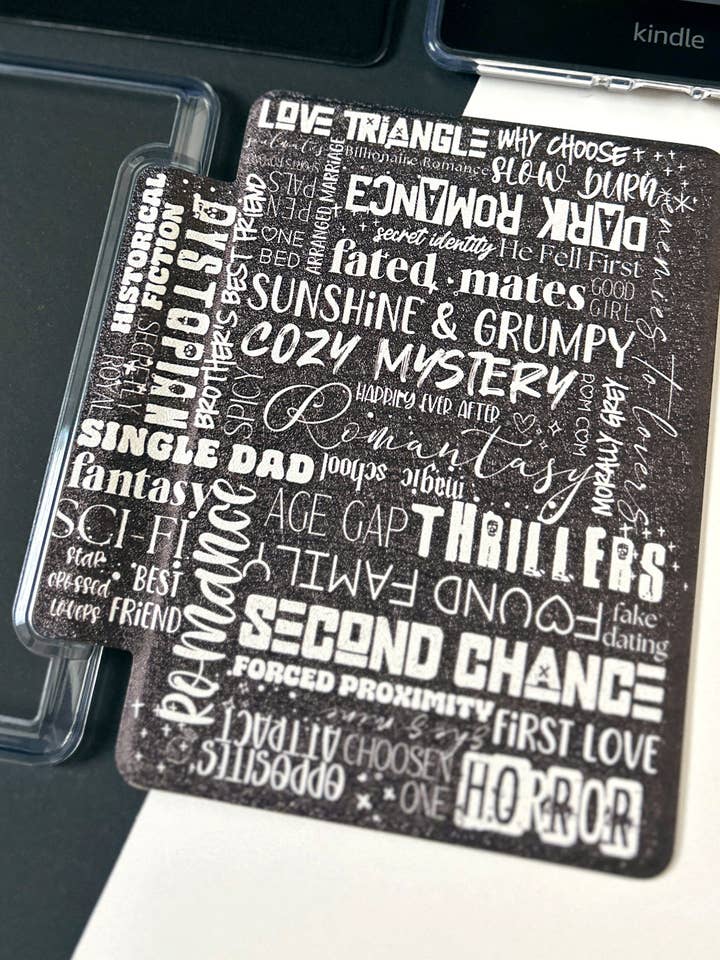 kindle
LOVE TRIANGLE
WHY CHOOSE
Billionaire Romance
SLOW BURN
ARRANGED MARRIAGE
PEN PALS
DARK ROMANCE
enemies to lovers
HISTORICAL
FICTION
DYSTOPIAN
BROTHER'S BEST FRIEND
ONE
BED
secret identity
He Fell First
fated mates
GOOD
GIRL
SUNSHINE & GRUMPY
COZY MYSTERY
SECRETLY
ROYAL
SPICY
HAPPILY EVER AFTER
ROM COM
MORALLY GREY
Romantasy
SINGLE DAD
magic school
fantasy
AGE GAP
THRILLERS
SCI-FI
Romance
star
crossed
lovers
BEST
FRIEND
FOUND FAMILY
fake
dating
SECOND CHANCE
FORCED PROXIMITY
she's mine
FIRST LOVE
OPPOSITES
ATTRACT
CHOOSEN
ONE
HORROR